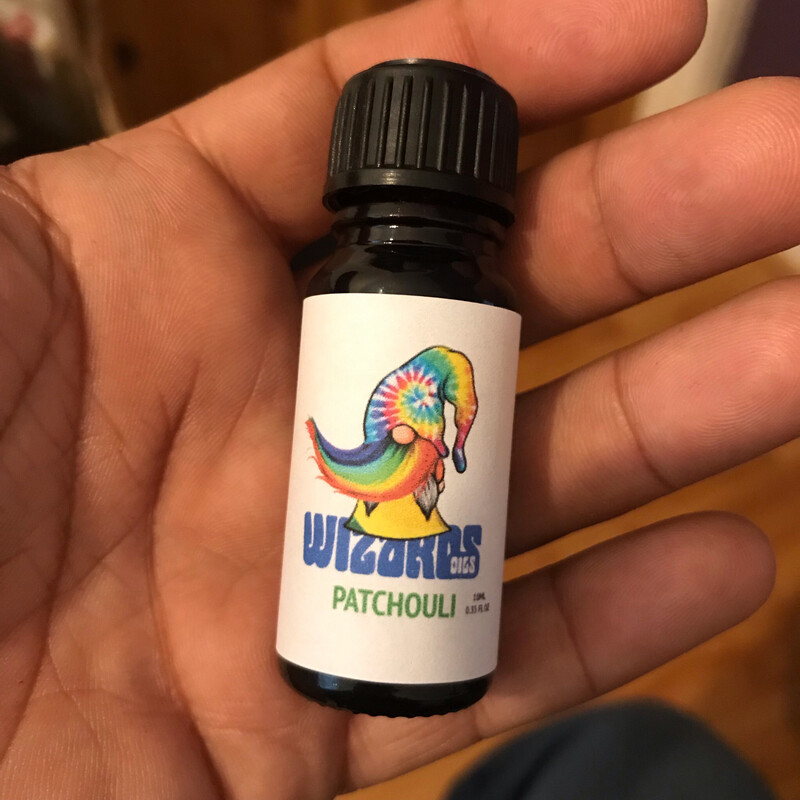 WIZARDS
OILS
PATCHOULI
10ML
0.33 FL OZ